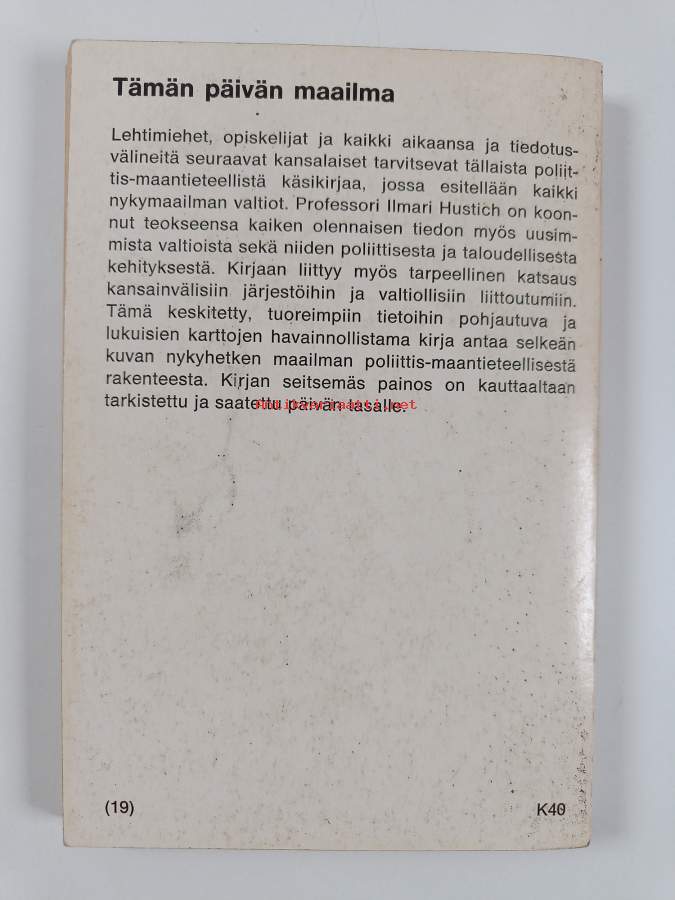 Tämän päivän maailma
Lehtimiehet, opiskelijat ja kaikki aikaansa ja tiedotus-
välineitä seuraavat kansalaiset tarvitsevat tällaista poliit-
tis-maantieteellistä käsikirjaa, jossa esitellään kaikki
nykymaailman valtiot. Professori Ilmari Hustich on koon-
nut teokseensa kaiken olennaisen tiedon myös uusim-
mista valtioista sekä niiden poliittisesta ja taloudellisesta
kehityksestä. Kirjaan liittyy myös tarpeellinen katsaus
kansainvälisiin järjestöihin ja valtiollisiin liittoutumiin.
Tämä keskitetty, tuoreimpiin tietoihin pohjautuva ja
lukuisien karttojen havainnollistama kirja antaa selkeän
kuvan nykyhetken maailman poliittis-maantieteellisestä
rakenteesta. Kirjan seitsemäs painos on kauttaaltaan
tarkistettu ja saatettu päivän tasalle.
Antikvariaatti.net
(19)
K40